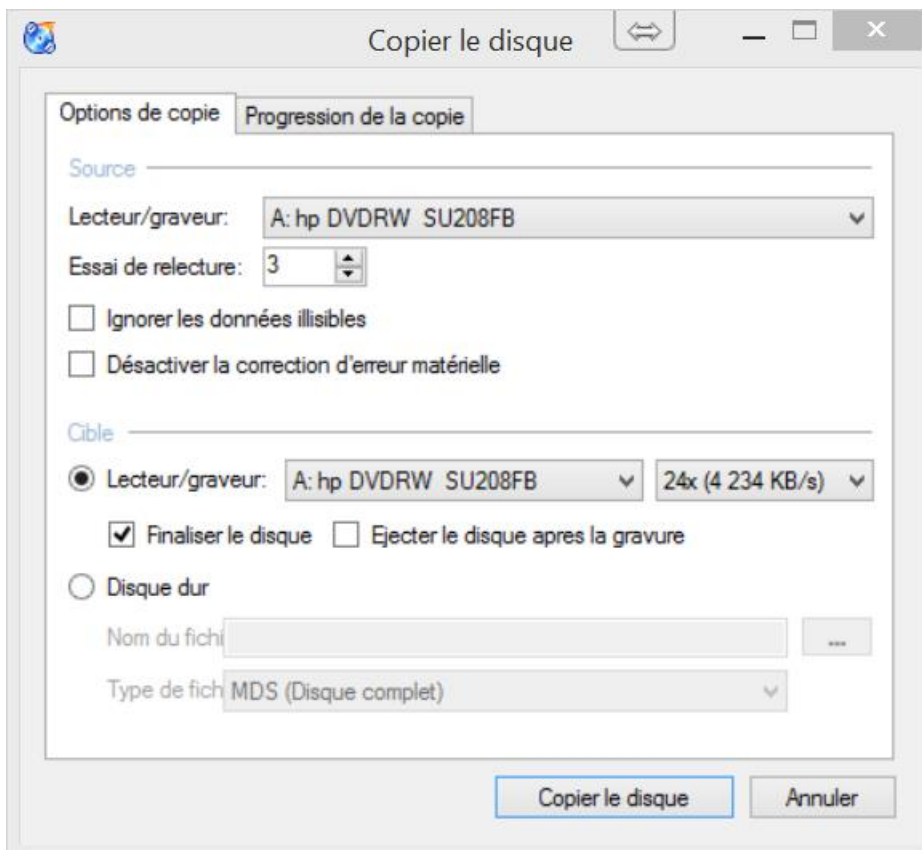 Copier le disque
Options de copie Progression de la copie
Source
Lecteur/graveur: A: hp DVDRW SU208FB
Essai de relecture: 3
Ignorer les données illisibles
Désactiver la correction d'erreur matérielle
Cible
Lecteur/graveur: A: hp DVDRW SU208FB 24x (4 234 KB/s)
Finaliser le disque Ejecter le disque apres la gravure
Disque dur
Nom du fichi ...
Type de fich MDS (Disque complet)
Copier le disque Annuler